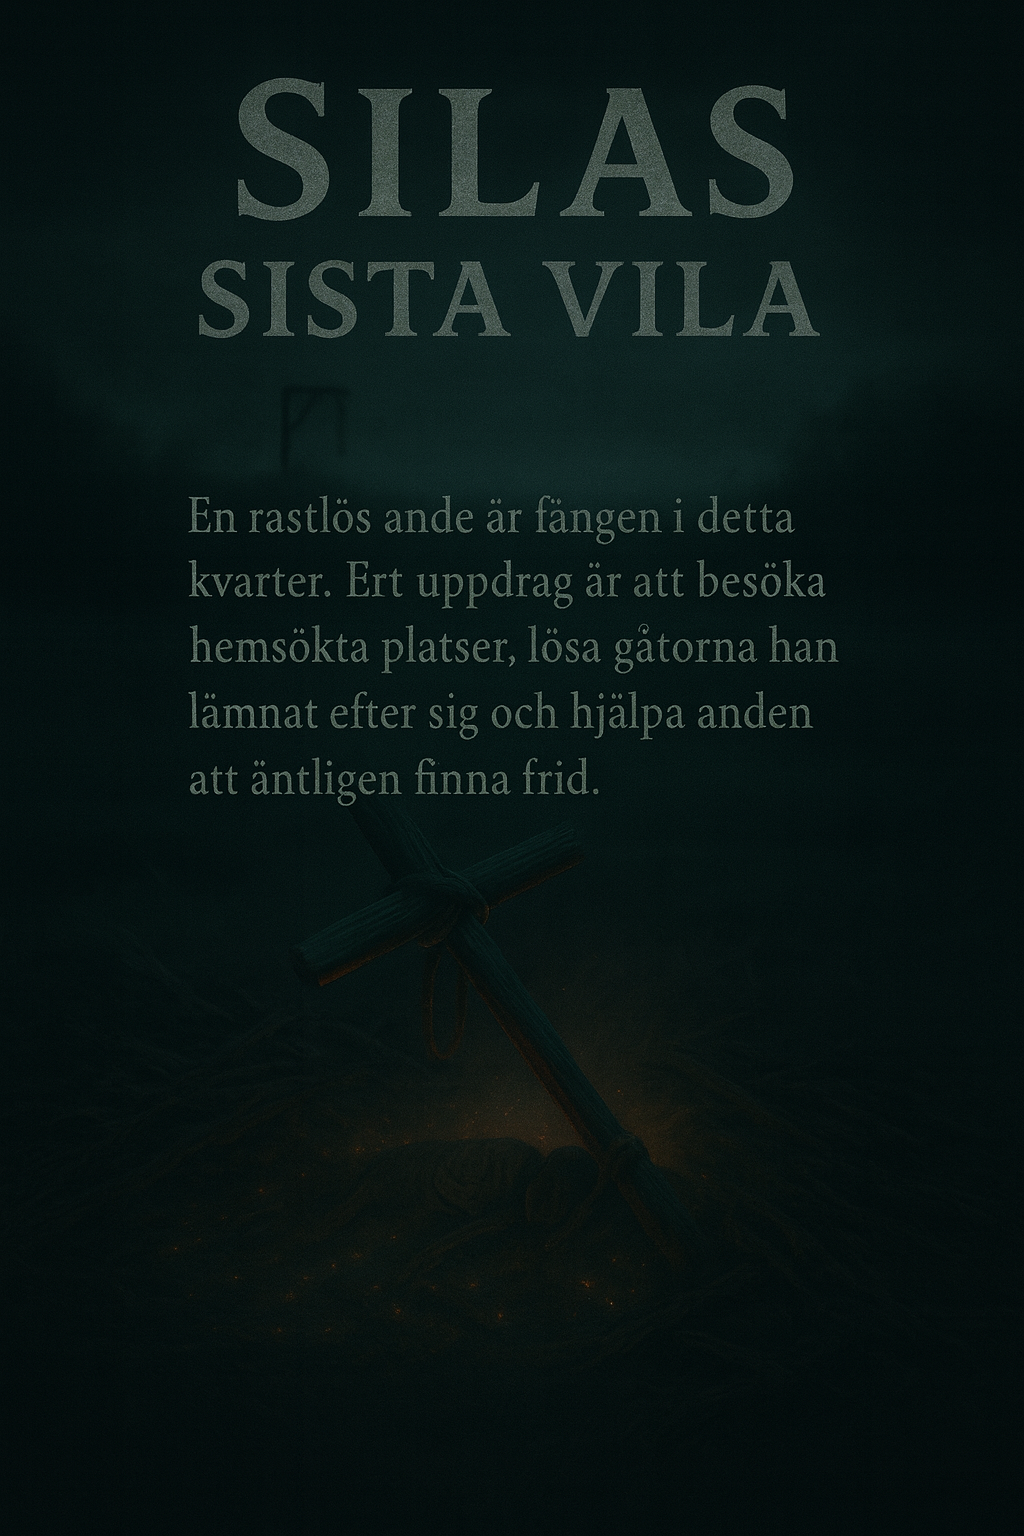 SILAS
SISTA VILA
En rastlös ande är fängen i detta
kvarter. Ert uppdrag är att besöka
hemsökta platser, lösa gåtorna han
lämnat efter sig och hjälpa anden
att äntligen finna frid.